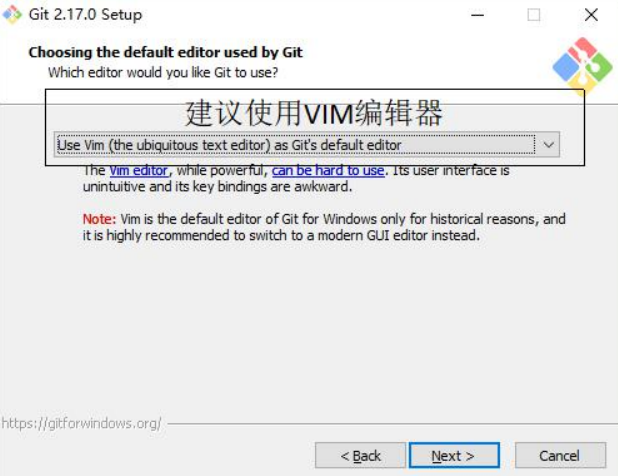 Git 2.17.0 Setup
Choosing the default editor used by Git
Which editor would you like Git to use?
建议使用VIM编辑器
Use Vim (the ubiquitous text editor) as Git's default editor
The Vim editor, while powerful, can be hard to use. Its user interface is
unintuitive and its key bindings are awkward.
Note: Vim is the default editor of Git for Windows only for historical reasons, and
it is highly recommended to switch to a modern GUI editor instead.
https://gitforwindows.org/
< Back
Next >
Cancel